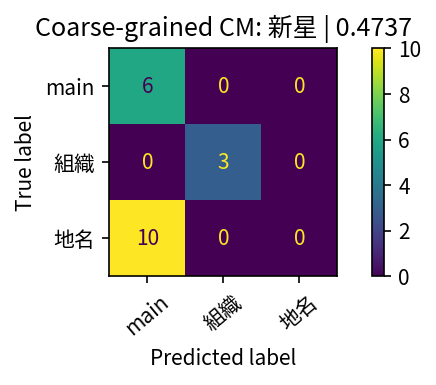 Coarse-grained CM: 新星 | 0.4737
True label
main
組織
地名
6 0 0
0 3 0
10 0 0
main 組織 地名
Predicted label
10
8
6
4
2
0